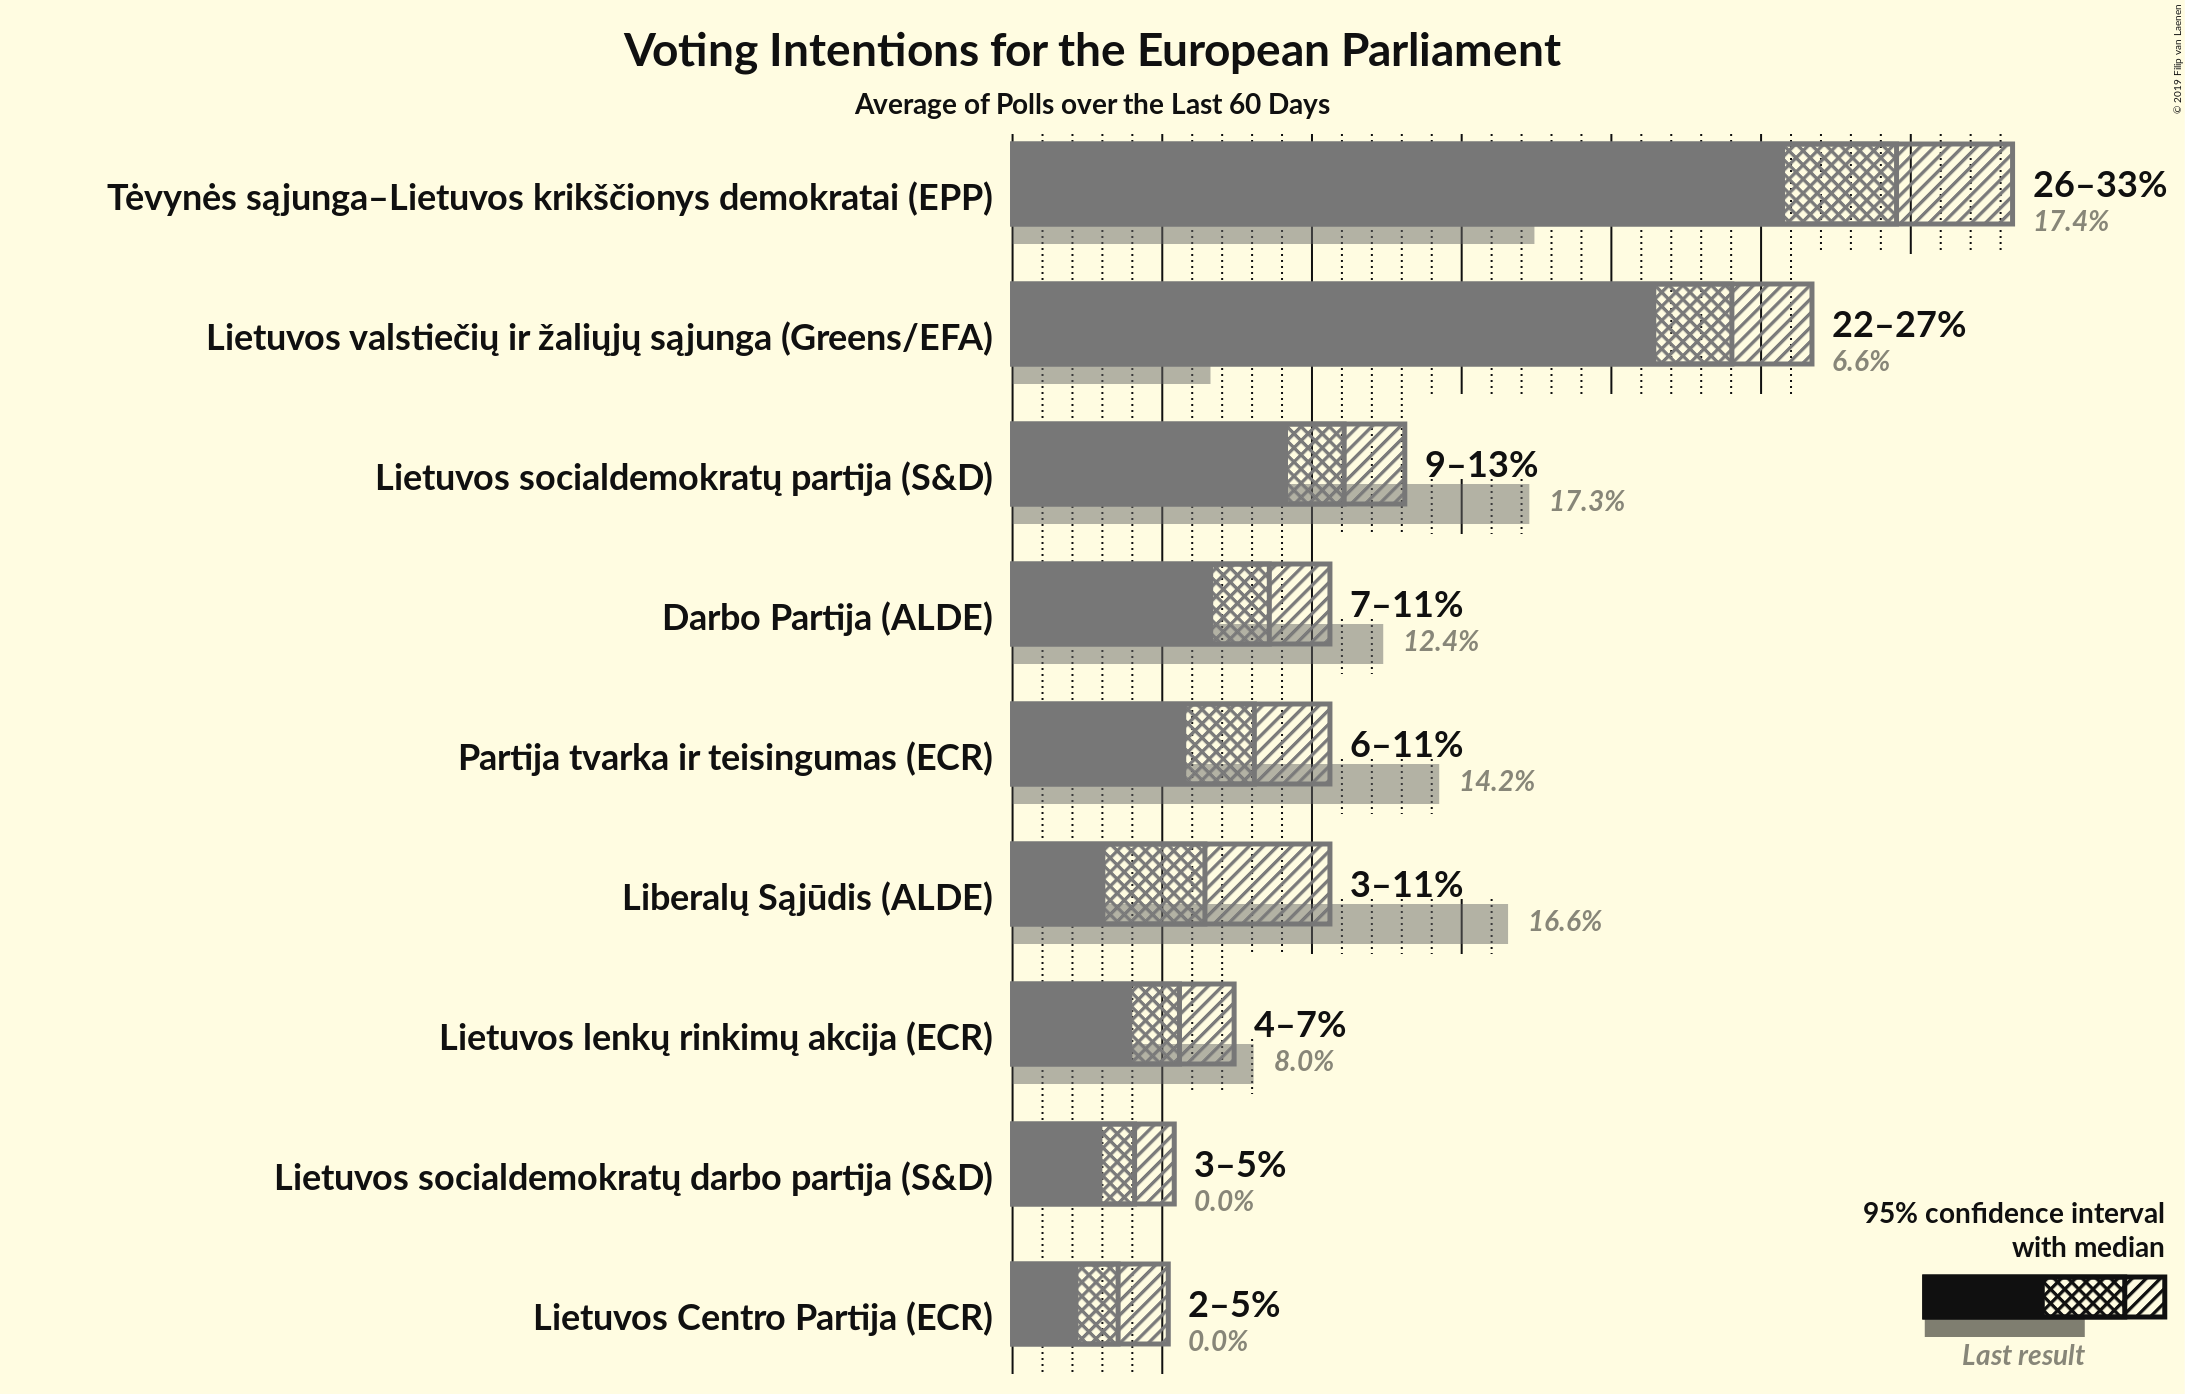 © 2019 Filip van Laenen
Voting Intentions for the European Parliament
Average of Polls over the Last 60 Days
Tėvynės sąjunga–Lietuvos krikščionys demokratai (EPP)
26–33%
17.4%
Lietuvos valstiečių ir žaliųjų sąjunga (Greens/EFA)
22–27%
6.6%
Lietuvos socialdemokratų partija (S&D)
9–13%
17.3%
Darbo Partija (ALDE)
7–11%
12.4%
Partija tvarka ir teisingumas (ECR)
6–11%
14.2%
Liberalų Sąjūdis (ALDE)
3–11%
16.6%
Lietuvos lenkų rinkimų akcija (ECR)
4–7%
8.0%
Lietuvos socialdemokratų darbo partija (S&D)
3–5%
0.0%
Lietuvos Centro Partija (ECR)
2–5%
0.0%
95% confidence interval
with median
Last result